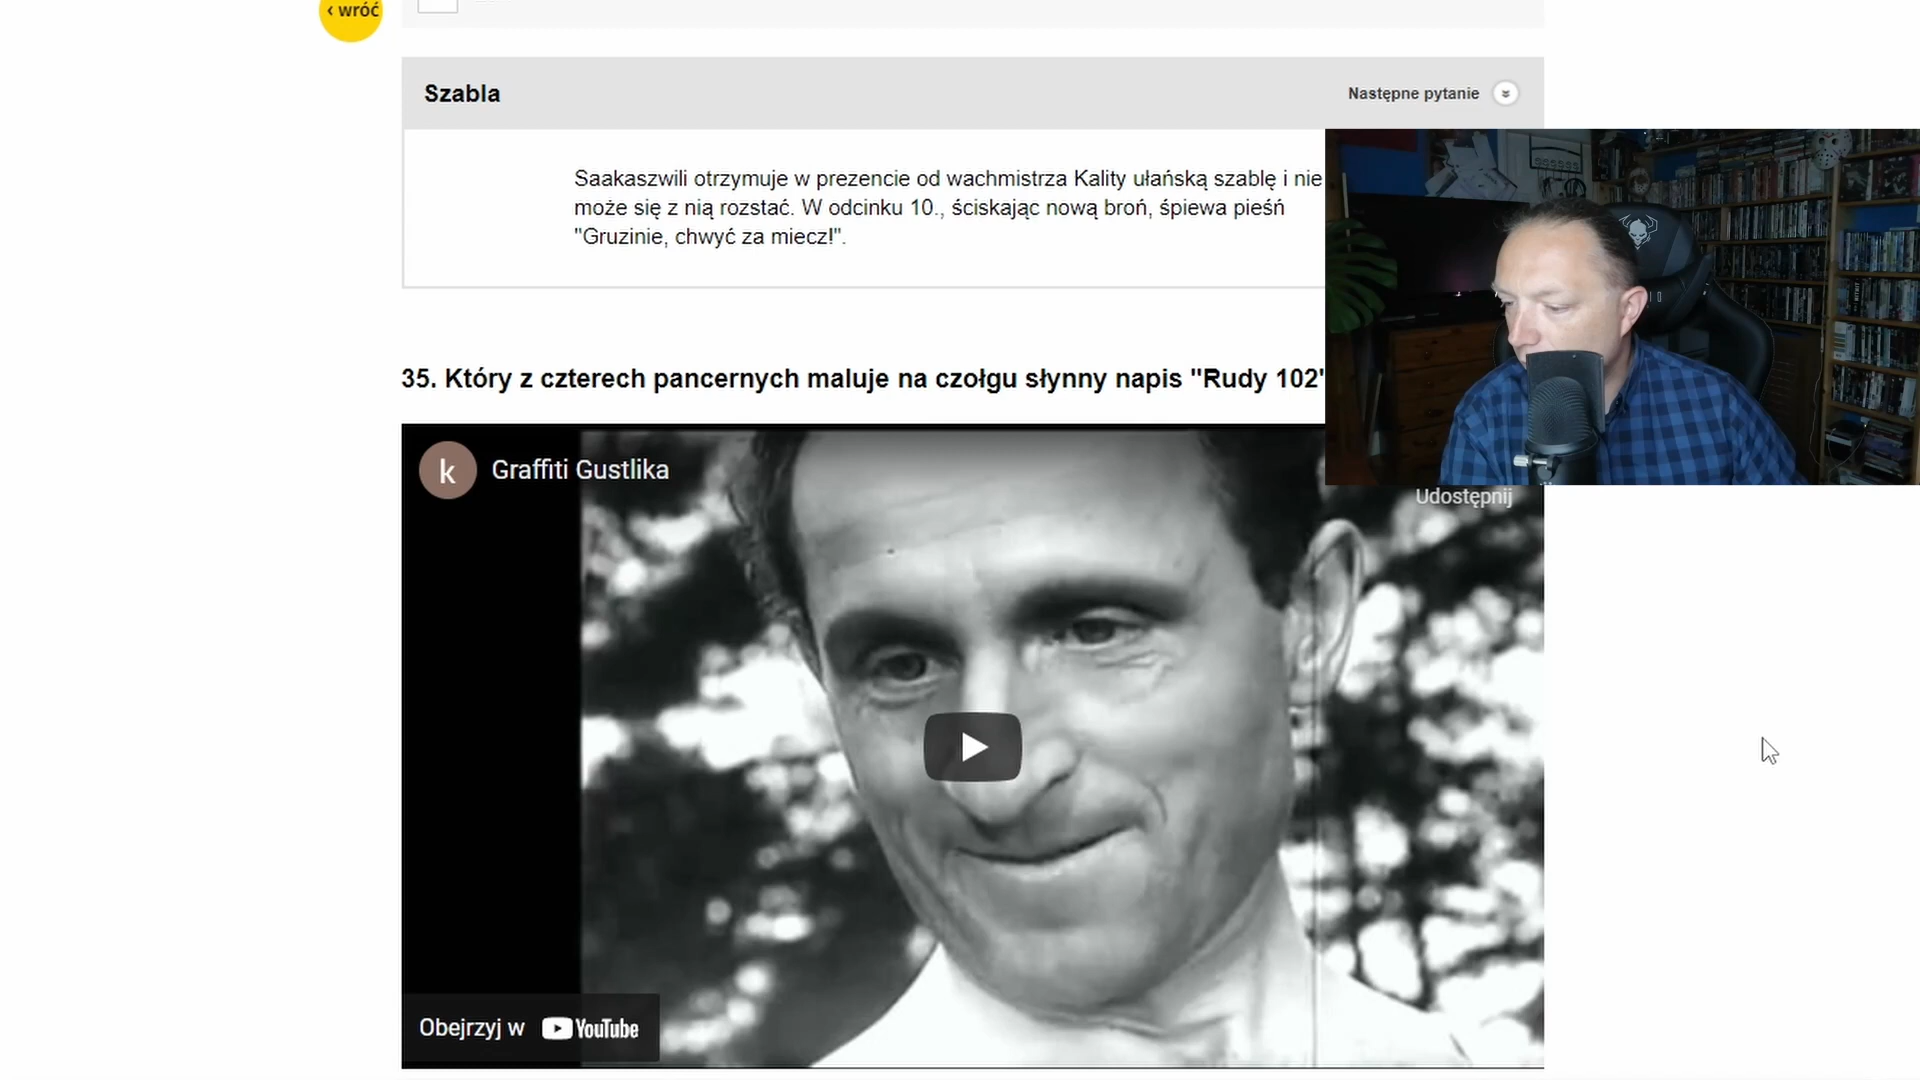 ‹ wróć
Szabla
Następne pytanie
Saakaszwili otrzymuje w prezencie od wachmistrza Kality ułańską szablę i nie
może się z nią rozstać. W odcinku 10., ściskając nową broń, śpiewa pieśń
"Gruzinie, chwyć za miecz!".
35. Który z czterech pancernych maluje na czołgu słynny napis "Rudy 102"
k
Graffiti Gustlika
Udostępnij
Obejrzyj w YouTube